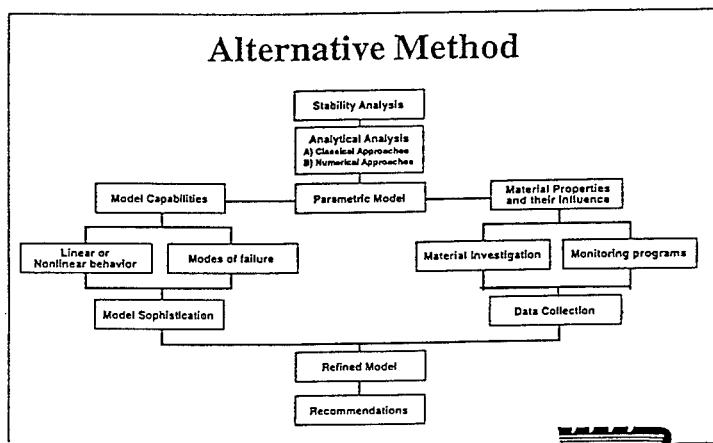 Alternative Method
Stability Analysis
Analytical Analysis
A) Classical Approaches
B) Numerical Approaches
Model Capabilities
Parametric Model
Material Properties
and their Influence
Linear or
Nonlinear behavior
Modes of failure
Material Investigation
Monitoring programs
Model Sophistication
Data Collection
Refined Model
Recommendations